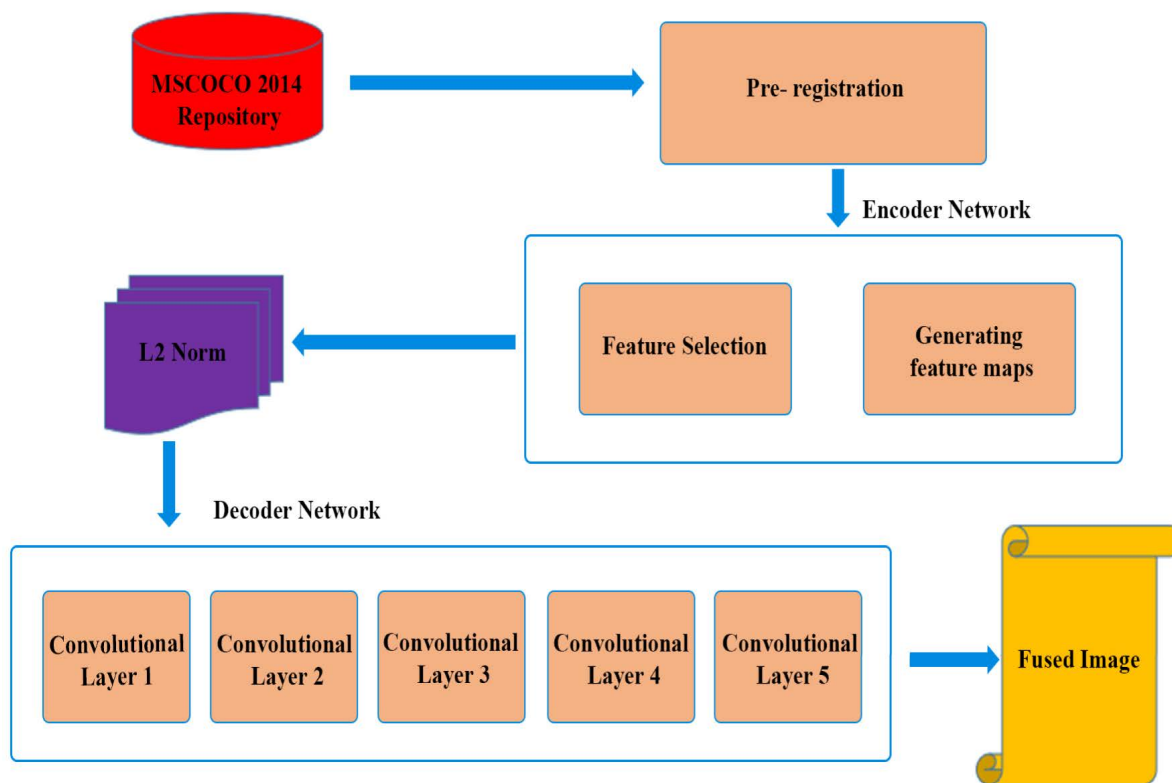 MSCOCO 2014
Repository
Pre- registration
Encoder Network
L2 Norm
Feature Selection
Generating
feature maps
Decoder Network
Convolutional
Layer 1
Convolutional
Layer 2
Convolutional
Layer 3
Convolutional
Layer 4
Convolutional
Layer 5
Fused Image